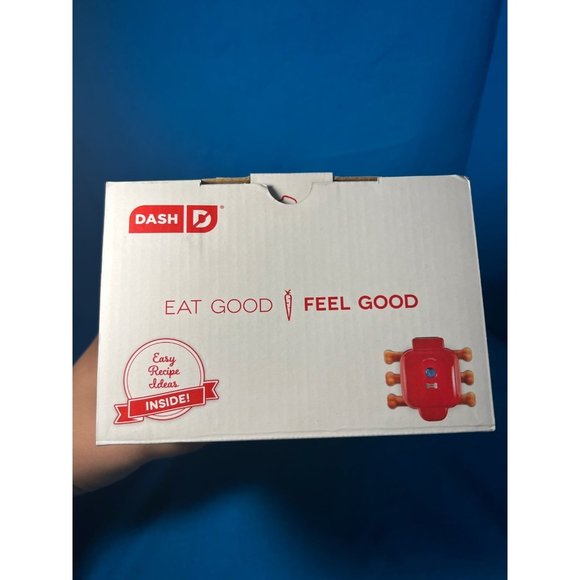 DASH D®
EAT GOOD FEEL GOOD
Easy
Recipe
Ideas
INSIDE!